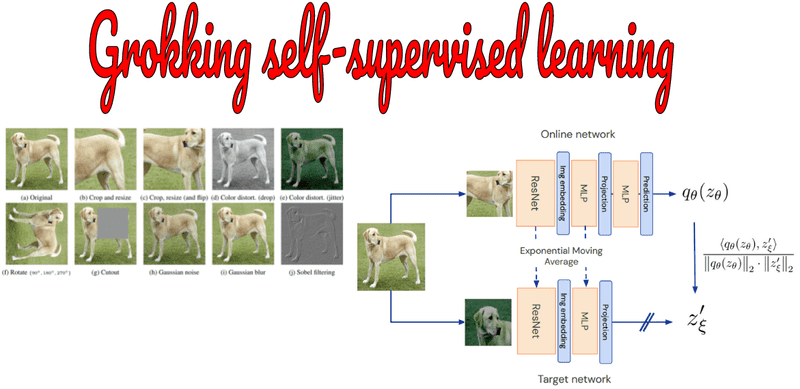 Grokking self-supervised learning
(a) Original
(b) Crop and resize
(c) Crop, resize (and flip)
(d) Color distort. (drop)
(e) Color distort. (jitter)
(f) Rotate {90°, 180°, 270°}
(g) Cutout
(h) Gaussian noise
(i) Gaussian blur
(j) Sobel filtering
Online network
ResNet
Img embedding
MLP
Projection
MLP
Prediction
qθ(zθ)
Exponential Moving
Average
⟨qθ(zθ), z′ξ⟩
‖qθ(zθ)‖₂ · ‖z′ξ‖₂
ResNet
Img embedding
MLP
Projection
z′ξ
Target network